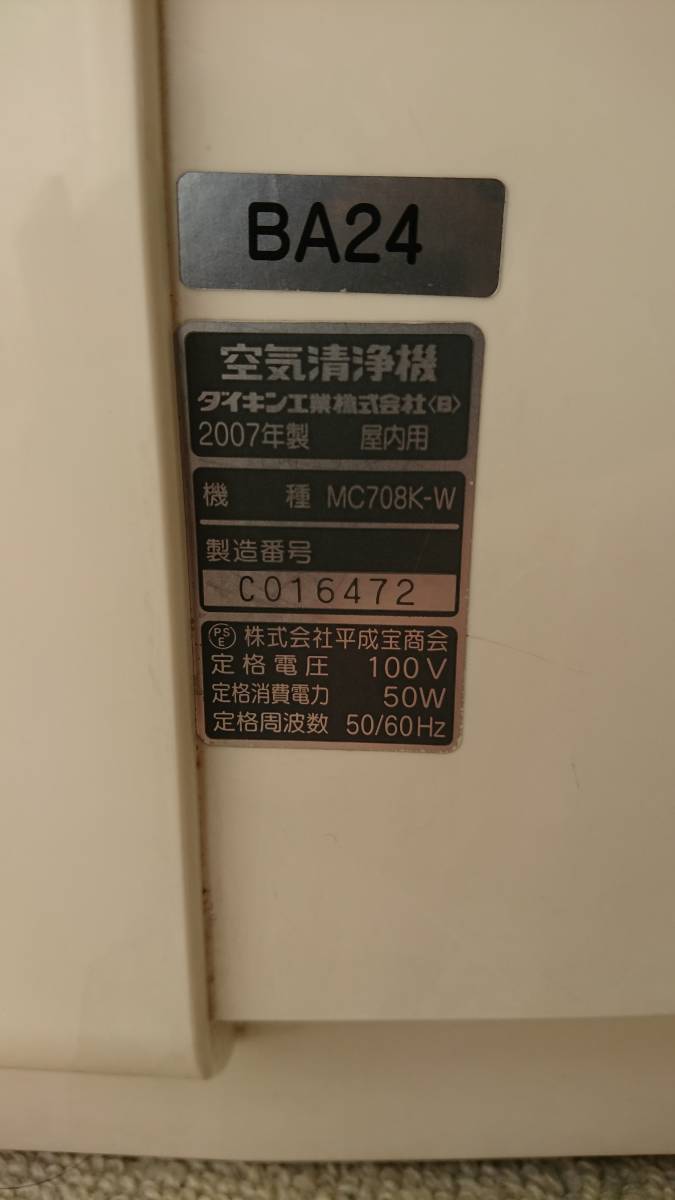 BA24
空気清浄機
ダイキン工業株式会社〈B〉
2007年製 屋内用
機 種 MC708K-W
製造番号
C016472
PSE 株式会社平成宝商会
定格電圧 100V
定格消費電力 50W
定格周波数 50/60Hz